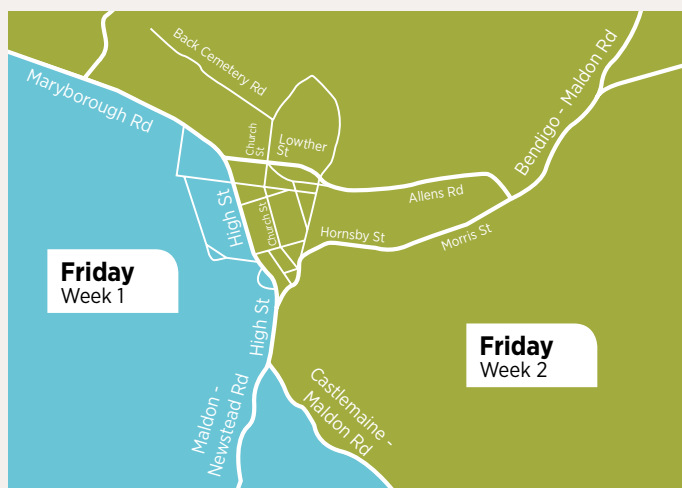 Back Cemetery Rd
Maryborough Rd
Bendigo - Maldon Rd
Church
St
Lowther
St
Allens Rd
High St
Church St
Hornsby St
Morris St
Friday
Week 1
High St
Friday
Week 2
Maldon -
Newstead Rd
Castlemaine -
Maldon Rd